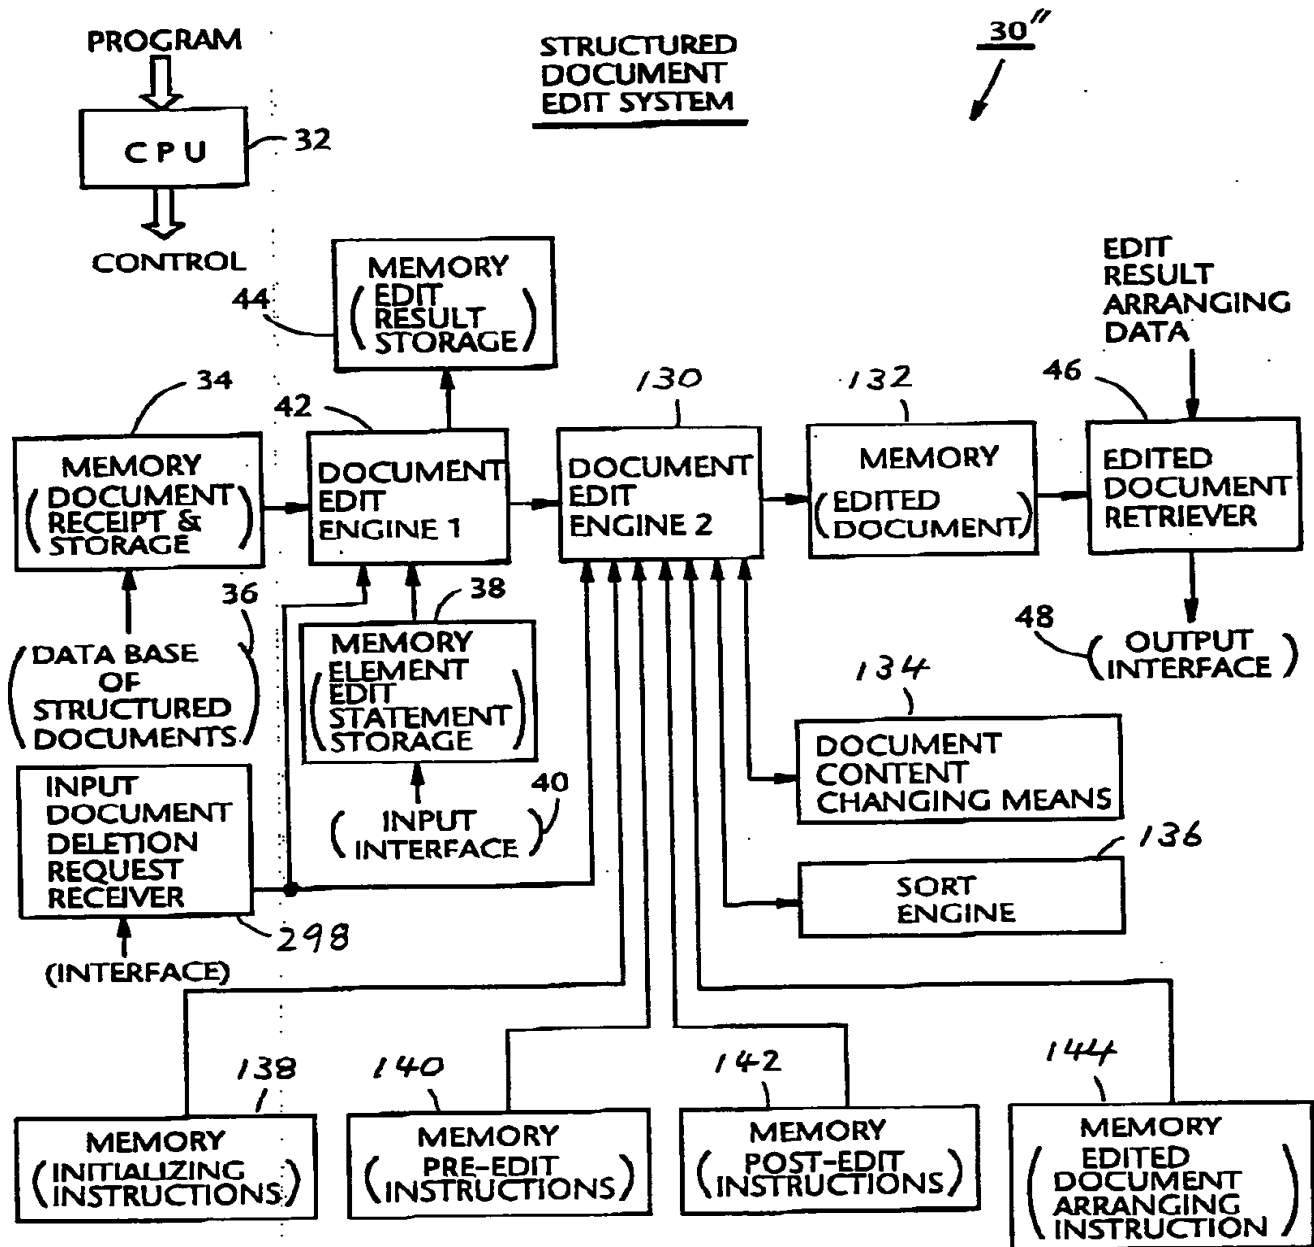 PROGRAM
CPU
32
CONTROL
STRUCTURED
DOCUMENT
EDIT SYSTEM
30"
44
MEMORY
(EDIT
RESULT
STORAGE)
EDIT
RESULT
ARRANGING
DATA
34
MEMORY
(DOCUMENT
RECEIPT &
STORAGE)
42
DOCUMENT
EDIT
ENGINE 1
130
DOCUMENT
EDIT
ENGINE 2
132
MEMORY
(EDITED
DOCUMENT)
46
EDITED
DOCUMENT
RETRIEVER
36
(DATA BASE
OF
STRUCTURED
DOCUMENTS)
38
MEMORY
(ELEMENT
EDIT
STATEMENT
STORAGE)
40
(INPUT
INTERFACE)
48
(OUTPUT
INTERFACE)
134
DOCUMENT
CONTENT
CHANGING MEANS
136
SORT
ENGINE
INPUT
DOCUMENT
DELETION
REQUEST
RECEIVER
298
(INTERFACE)
138
MEMORY
(INITIALIZING
INSTRUCTIONS)
140
MEMORY
(PRE-EDIT
INSTRUCTIONS)
142
MEMORY
(POST-EDIT
INSTRUCTIONS)
144
MEMORY
(EDITED
DOCUMENT
ARRANGING
INSTRUCTION)